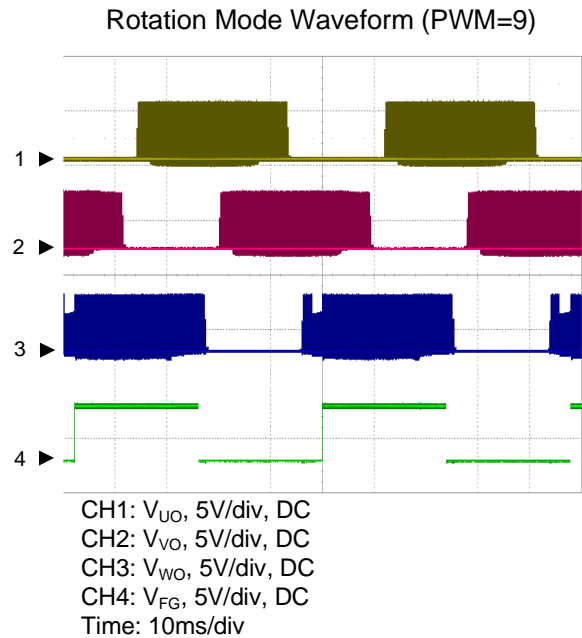 Rotation Mode Waveform (PWM=9)
1
2
3
4
CH1: VUO, 5V/div, DC
CH2: VVO, 5V/div, DC
CH3: VWO, 5V/div, DC
CH4: VFG, 5V/div, DC
Time: 10ms/div